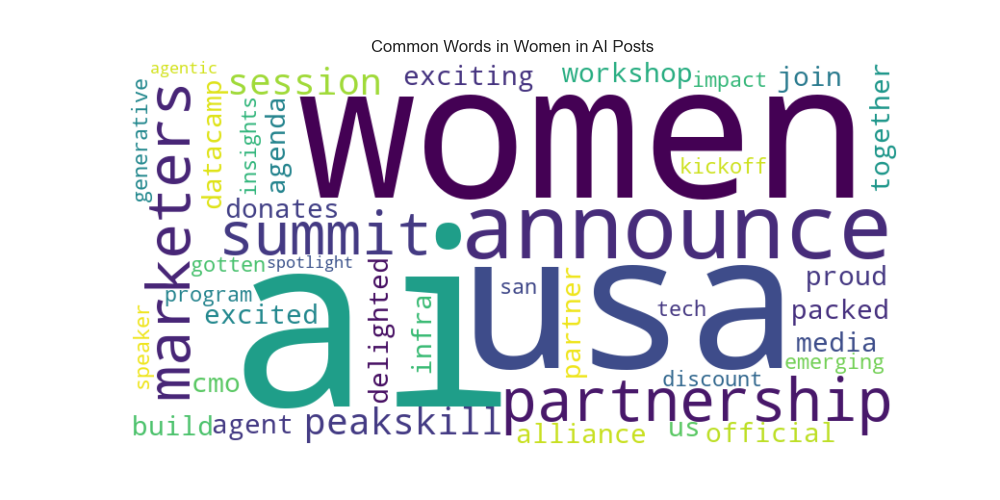 Common Words in Women in AI Posts
agentic
session
exciting
workshop
impact
join
together
generative
marketers
datacamp
insights
agenda
women
kickoff
donates
summit
announce
gotten
spotlight
ai
usa
san
proud
program
excited
delighted
infra
partner
tech
packed
speaker
media
emerging
cmo
discount
partnership
build
agent
peakskill
alliance
us
official